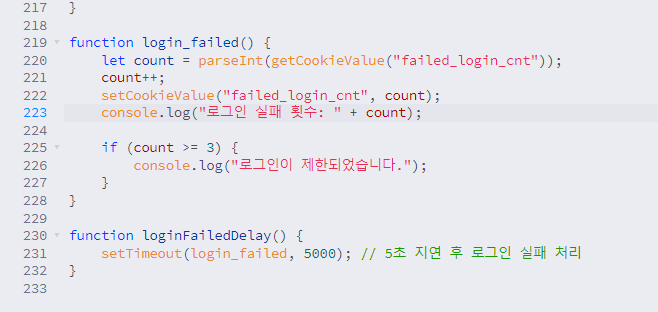 217 }
218
219 function login_failed() {
220     let count = parseInt(getCookieValue("failed_login_cnt"));
221     count++;
222     setCookieValue("failed_login_cnt", count);
223     console.log("로그인 실패 횟수: " + count);
224
225     if (count >= 3) {
226         console.log("로그인이 제한되었습니다.");
227     }
228 }
229
230 function loginFailedDelay() {
231     setTimeout(login_failed, 5000); // 5초 지연 후 로그인 실패 처리
232 }
233